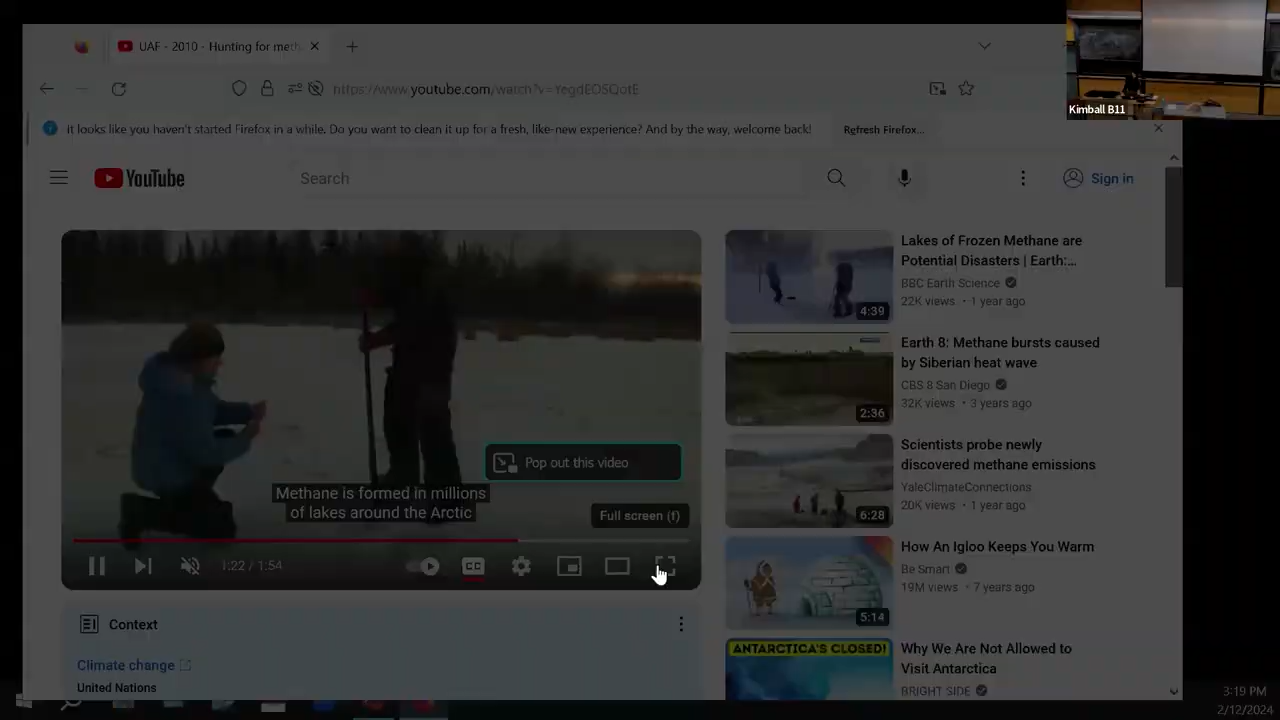 UAF - 2010 - Hunting for meth
Kimball B11
https://www.youtube.com/watch?v=YegdEOSQotE
It looks like you haven't started Firefox in a while. Do you want to clean it up for a fresh, like-new experience? And by the way, welcome back!
Refresh Firefox...
YouTube
Search
Sign in
Pop out this video
Methane is formed in millions
of lakes around the Arctic
Full screen (f)
1:22 / 1:54
CC
Context
Climate change
United Nations
Lakes of Frozen Methane are
Potential Disasters | Earth:...
BBC Earth Science
22K views • 1 year ago
4:39
Earth 8: Methane bursts caused
by Siberian heat wave
CBS 8 San Diego
32K views • 3 years ago
2:36
Scientists probe newly
discovered methane emissions
YaleClimateConnections
20K views • 1 year ago
6:28
How An Igloo Keeps You Warm
Be Smart
19M views • 7 years ago
5:14
ANTARCTICA'S CLOSED!
Why We Are Not Allowed to
Visit Antarctica
BRIGHT SIDE
3:19 PM
2/12/2024